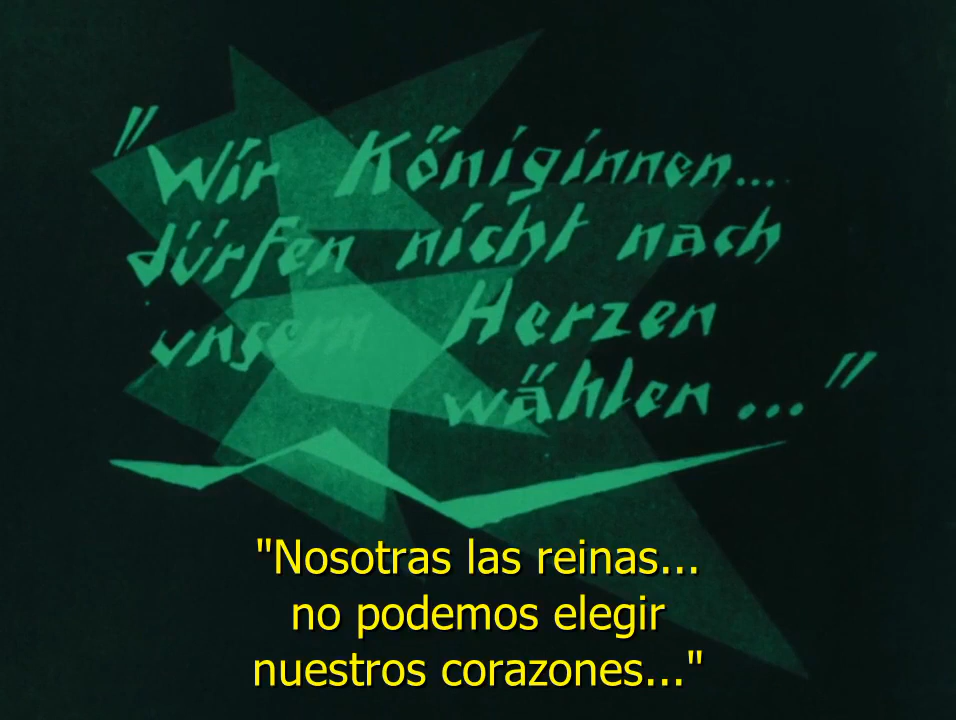 "Wir Königinnen...
dürfen nicht nach
unsern Herzen
wählen..."
"Nosotras las reinas...
no podemos elegir
nuestros corazones..."